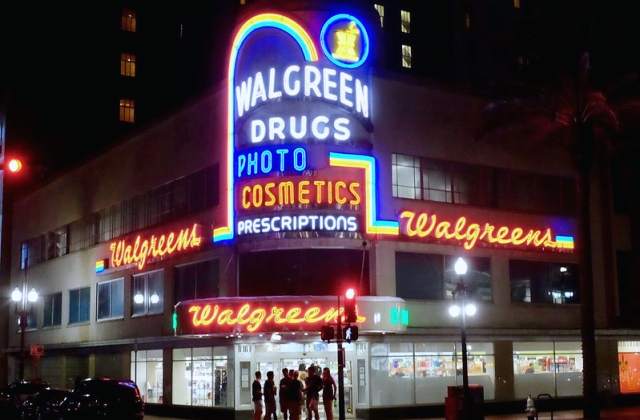 WALGREEN
DRUGS
PHOTO
COSMETICS
PRESCRIPTIONS
Walgreens
Walgreens
Walgreens